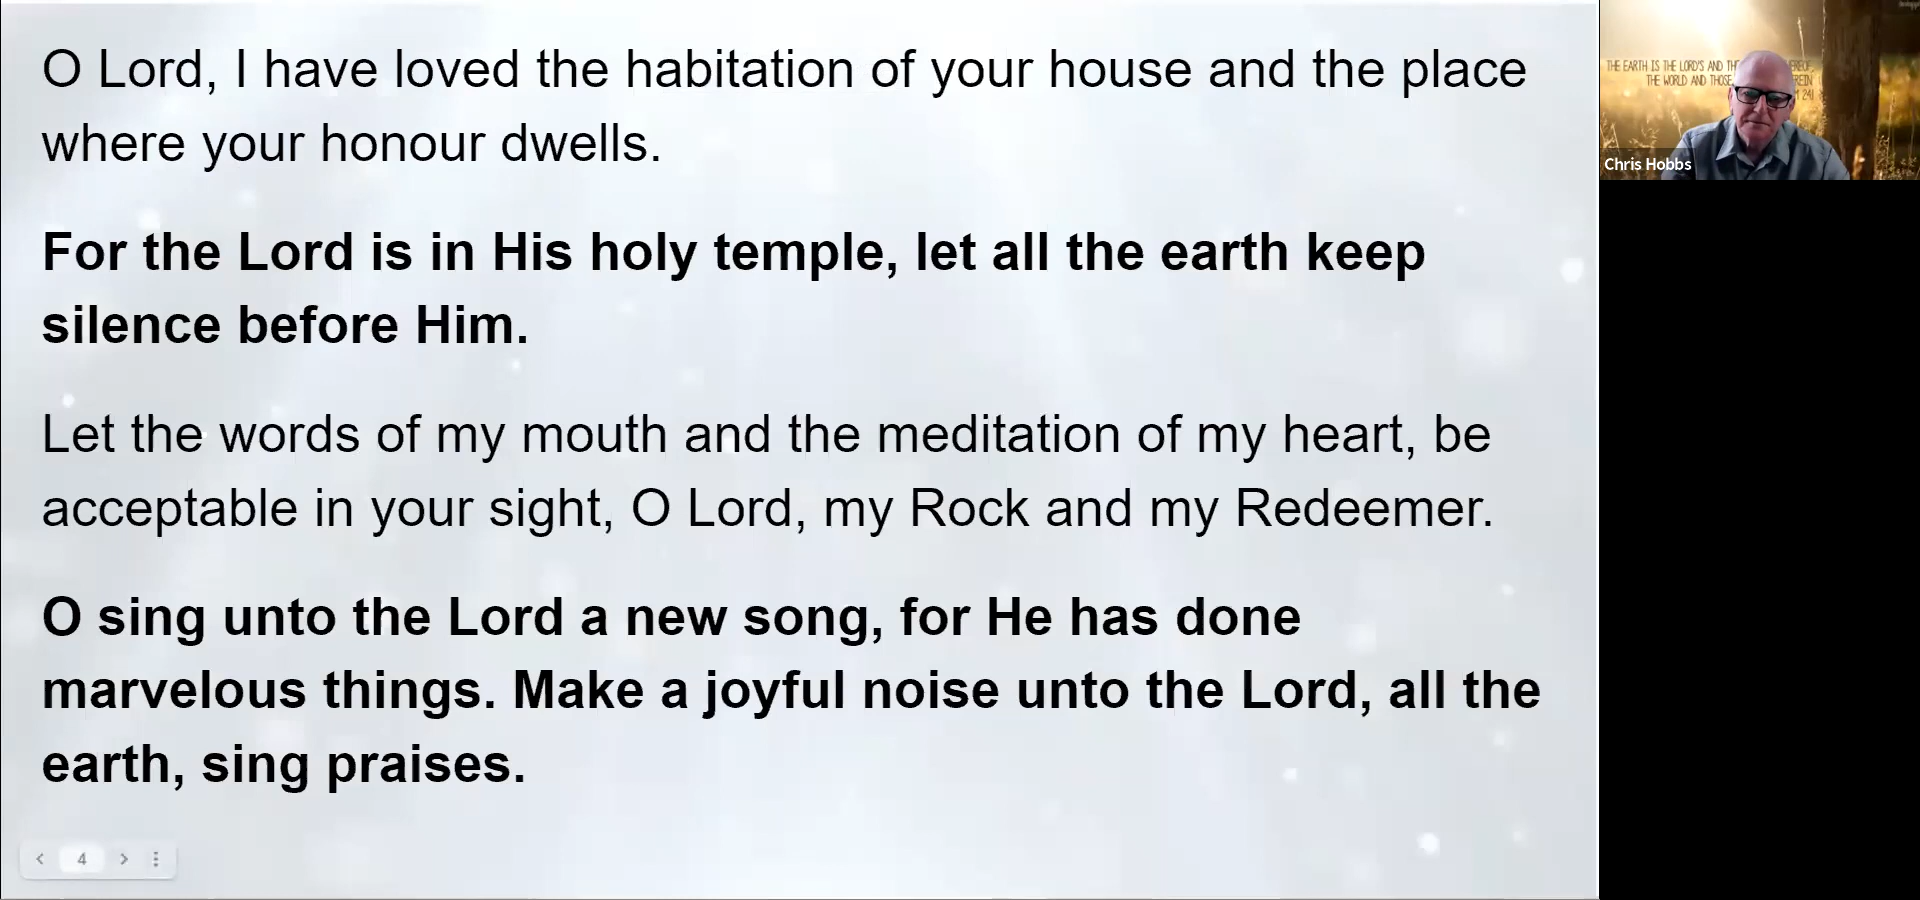 O Lord, I have loved the habitation of your house and the place
where your honour dwells.
For the Lord is in His holy temple, let all the earth keep
silence before Him.
Let the words of my mouth and the meditation of my heart, be
acceptable in your sight, O Lord, my Rock and my Redeemer.
O sing unto the Lord a new song, for He has done
marvelous things. Make a joyful noise unto the Lord, all the
earth, sing praises.
4
THE EARTH IS THE LORD'S AND
THE WORLD AND THOSE
Chris Hobbs